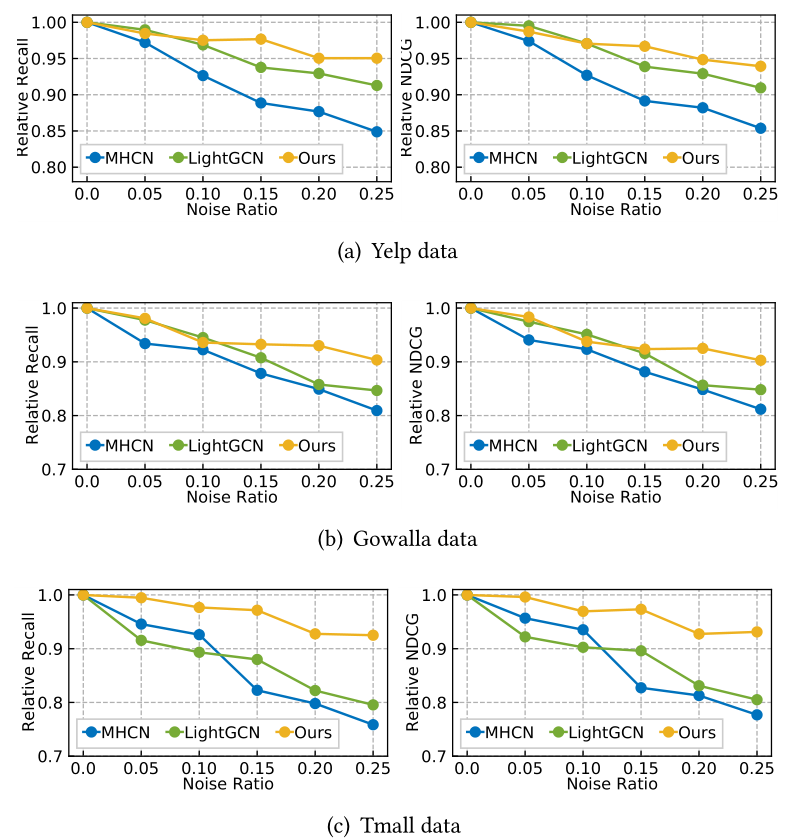 1.00
0.95
0.90
0.85
0.80
Relative Recall
MHCN LightGCN Ours
0.0 0.05 0.10 0.15 0.20 0.25
Noise Ratio
1.00
0.95
0.90
0.85
0.80
Relative NDCG
MHCN LightGCN Ours
0.0 0.05 0.10 0.15 0.20 0.25
Noise Ratio
(a) Yelp data
1.0
0.9
0.8
0.7
Relative Recall
MHCN LightGCN Ours
0.0 0.05 0.10 0.15 0.20 0.25
Noise Ratio
1.0
0.9
0.8
0.7
Relative NDCG
MHCN LightGCN Ours
0.0 0.05 0.10 0.15 0.20 0.25
Noise Ratio
(b) Gowalla data
1.0
0.9
0.8
0.7
Relative Recall
MHCN LightGCN Ours
0.0 0.05 0.10 0.15 0.20 0.25
Noise Ratio
1.0
0.9
0.8
0.7
Relative NDCG
MHCN LightGCN Ours
0.0 0.05 0.10 0.15 0.20 0.25
Noise Ratio
(c) Tmall data